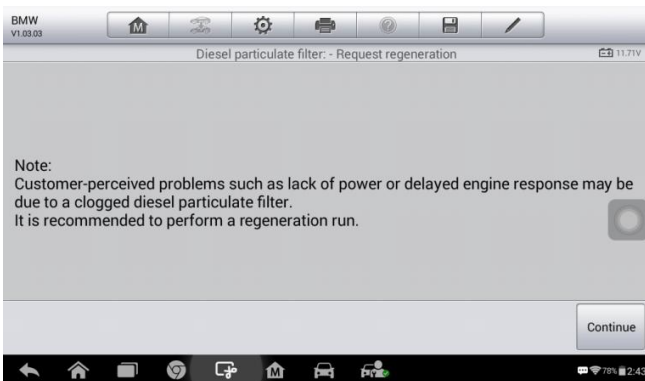 BMW
V1.03.03
Diesel particulate filter: - Request regeneration
11.71V
Note:
Customer-perceived problems such as lack of power or delayed engine response may be
due to a clogged diesel particulate filter.
It is recommended to perform a regeneration run.
Continue
78% 2:43